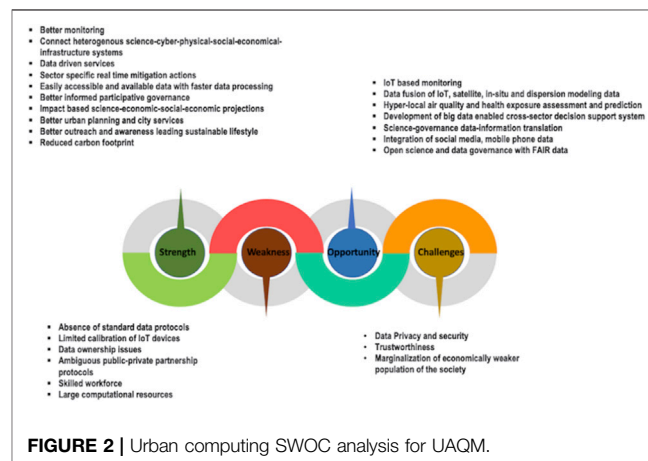 Better monitoring
Connect heterogenous science-cyber-physical-social-economical-
infrastructure systems
Data driven services
Sector specific real time mitigation actions
Easily accessible and available data with faster data processing
Better informed participative governance
Impact based science-economic-social-economic projections
Better urban planning and city services
Better outreach and awareness leading sustainable lifestyle
Reduced carbon footprint
IoT based monitoring
Data fusion of IoT, satellite, in-situ and dispersion modeling data
Hyper-local air quality and health exposure assessment and prediction
Development of big data enabled cross-sector decision support system
Science-governance data-information translation
Integration of social media, mobile phone data
Open science and data governance with FAIR data
Strength
Weakness
Opportunity
Challenges
Absence of standard data protocols
Limited calibration of IoT devices
Data ownership issues
Ambiguous public-private partnership
protocols
Skilled workforce
Large computational resources
Data Privacy and security
Trustworthiness
Marginalization of economically weaker
population of the society
FIGURE 2 | Urban computing SWOC analysis for UAQM.